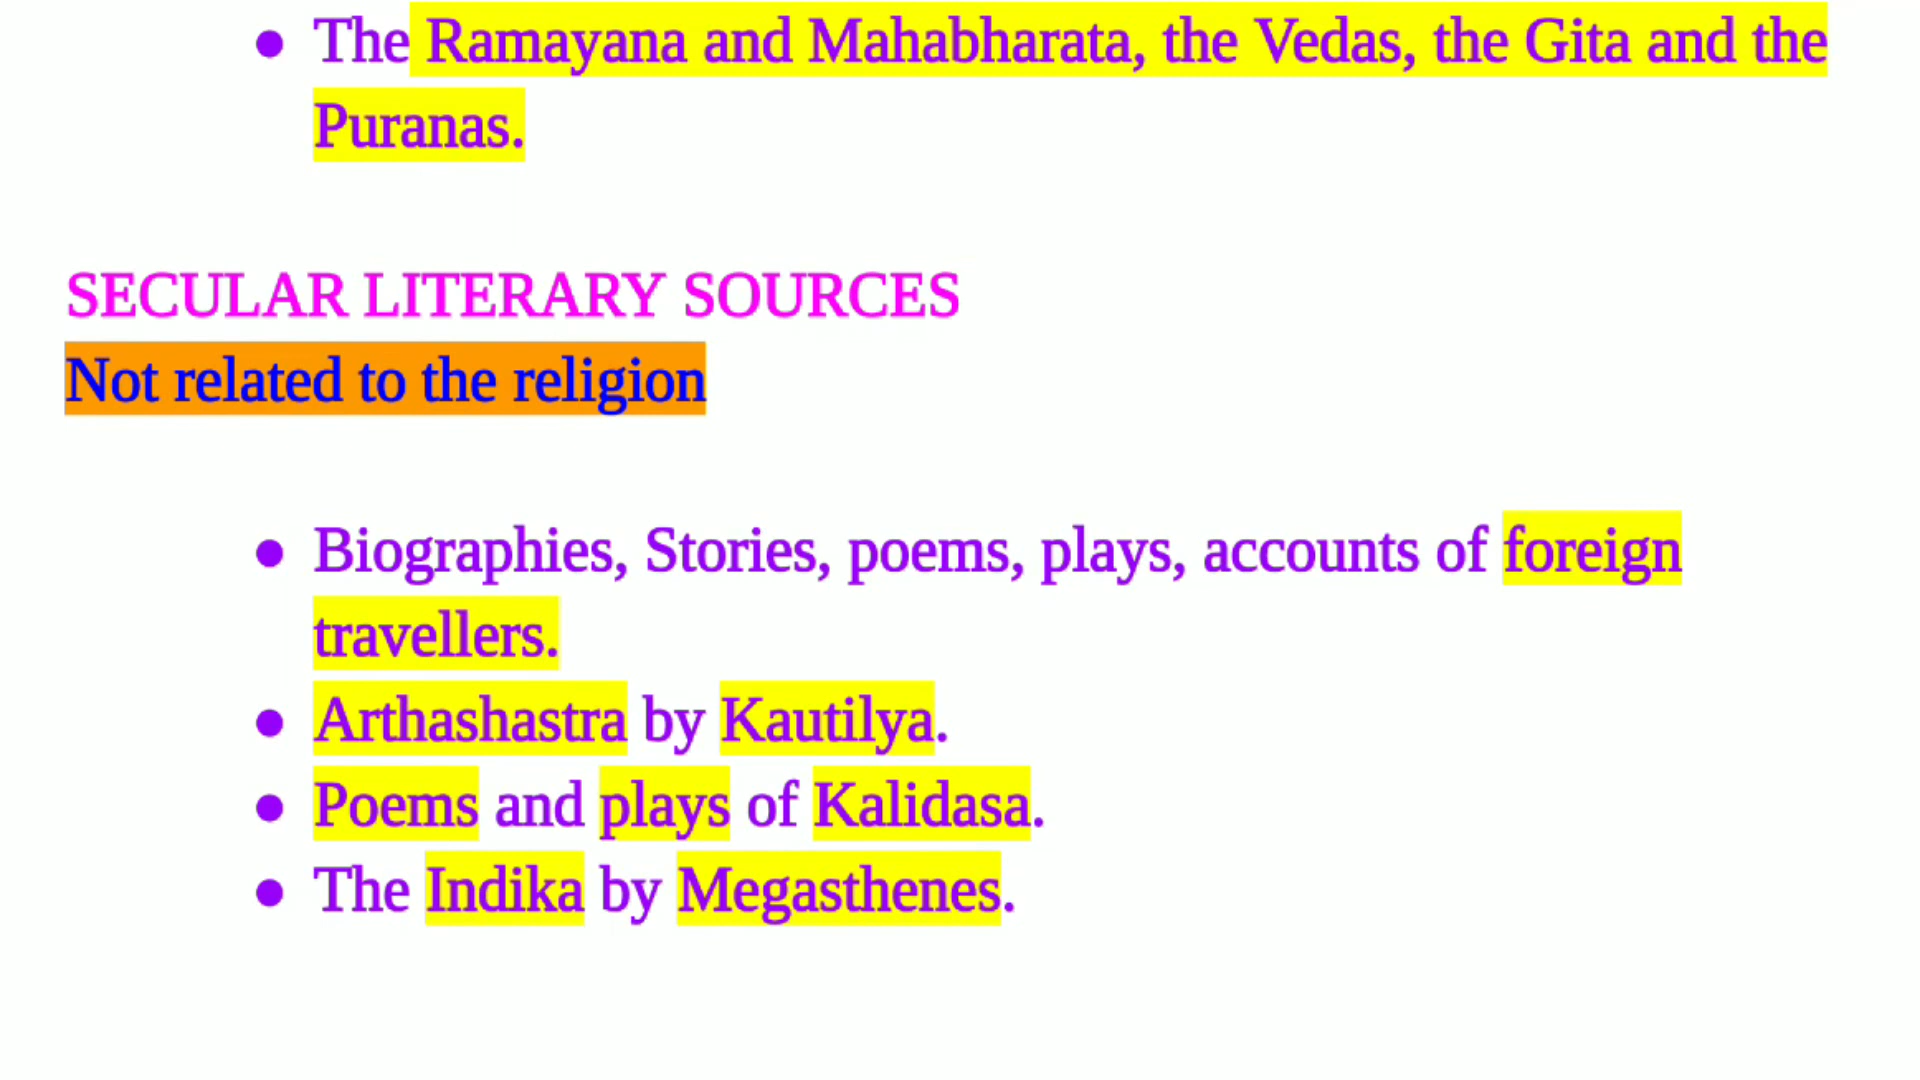 ● The Ramayana and Mahabharata, the Vedas, the Gita and the
Puranas.
SECULAR LITERARY SOURCES
Not related to the religion
● Biographies, Stories, poems, plays, accounts of foreign
travellers.
● Arthashastra by Kautilya.
● Poems and plays of Kalidasa.
● The Indika by Megasthenes.